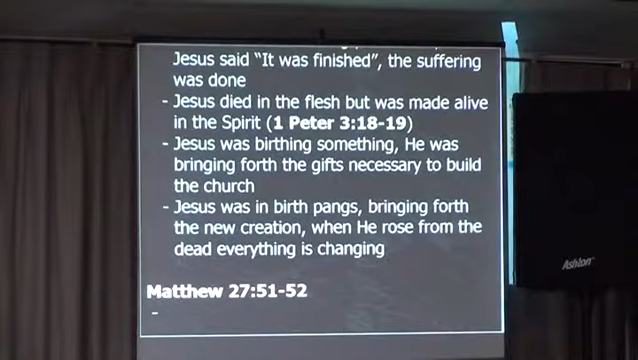 Jesus said “It was finished”, the suffering
was done
- Jesus died in the flesh but was made alive
in the Spirit (1 Peter 3:18-19)
- Jesus was birthing something, He was
bringing forth the gifts necessary to build
the church
- Jesus was in birth pangs, bringing forth
the new creation, when He rose from the
dead everything is changing
Matthew 27:51-52
-
Ashton